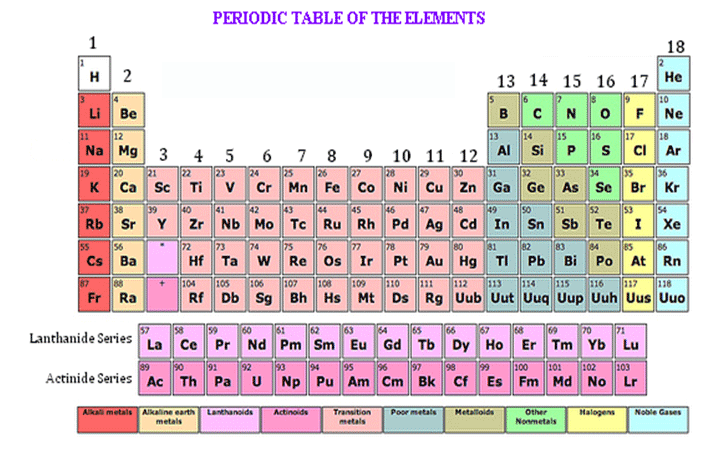 PERIODIC TABLE OF THE ELEMENTS
1 18
1 H 2 2 He
13 14 15 16 17
3 Li 4 Be 5 B 6 C 7 N 8 O 9 F 10 Ne
11 Na 12 Mg 13 Al 14 Si 15 P 16 S 17 Cl 18 Ar
3 4 5 6 7 8 9 10 11 12
19 K 20 Ca 21 Sc 22 Ti 23 V 24 Cr 25 Mn 26 Fe 27 Co 28 Ni 29 Cu 30 Zn 31 Ga 32 Ge 33 As 34 Se 35 Br 36 Kr
37 Rb 38 Sr 39 Y 40 Zr 41 Nb 42 Mo 43 Tc 44 Ru 45 Rh 46 Pd 47 Ag 48 Cd 49 In 50 Sn 51 Sb 52 Te 53 I 54 Xe
55 Cs 56 Ba * 72 Hf 73 Ta 74 W 75 Re 76 Os 77 Ir 78 Pt 79 Au 80 Hg 81 Tl 82 Pb 83 Bi 84 Po 85 At 86 Rn
87 Fr 88 Ra + 104 Rf 105 Db 106 Sg 107 Bh 108 Hs 109 Mt 110 Ds 111 Rg 112 Uub 113 Uut 114 Uuq 115 Uup 116 Uuh 117 Uus 118 Uuo
Lanthanide Series 57 La 58 Ce 59 Pr 60 Nd 61 Pm 62 Sm 63 Eu 64 Gd 65 Tb 66 Dy 67 Ho 68 Er 69 Tm 70 Yb 71 Lu
Actinide Series 89 Ac 90 Th 91 Pa 92 U 93 Np 94 Pu 95 Am 96 Cm 97 Bk 98 Cf 99 Es 100 Fm 101 Md 102 No 103 Lr
Alkali metals
Alkaline earth
metals
Lanthanoids
Actinoids
Transition
metals
Poor metals
Metalloids
Other
Nonmetals
Halogens
Noble Gases